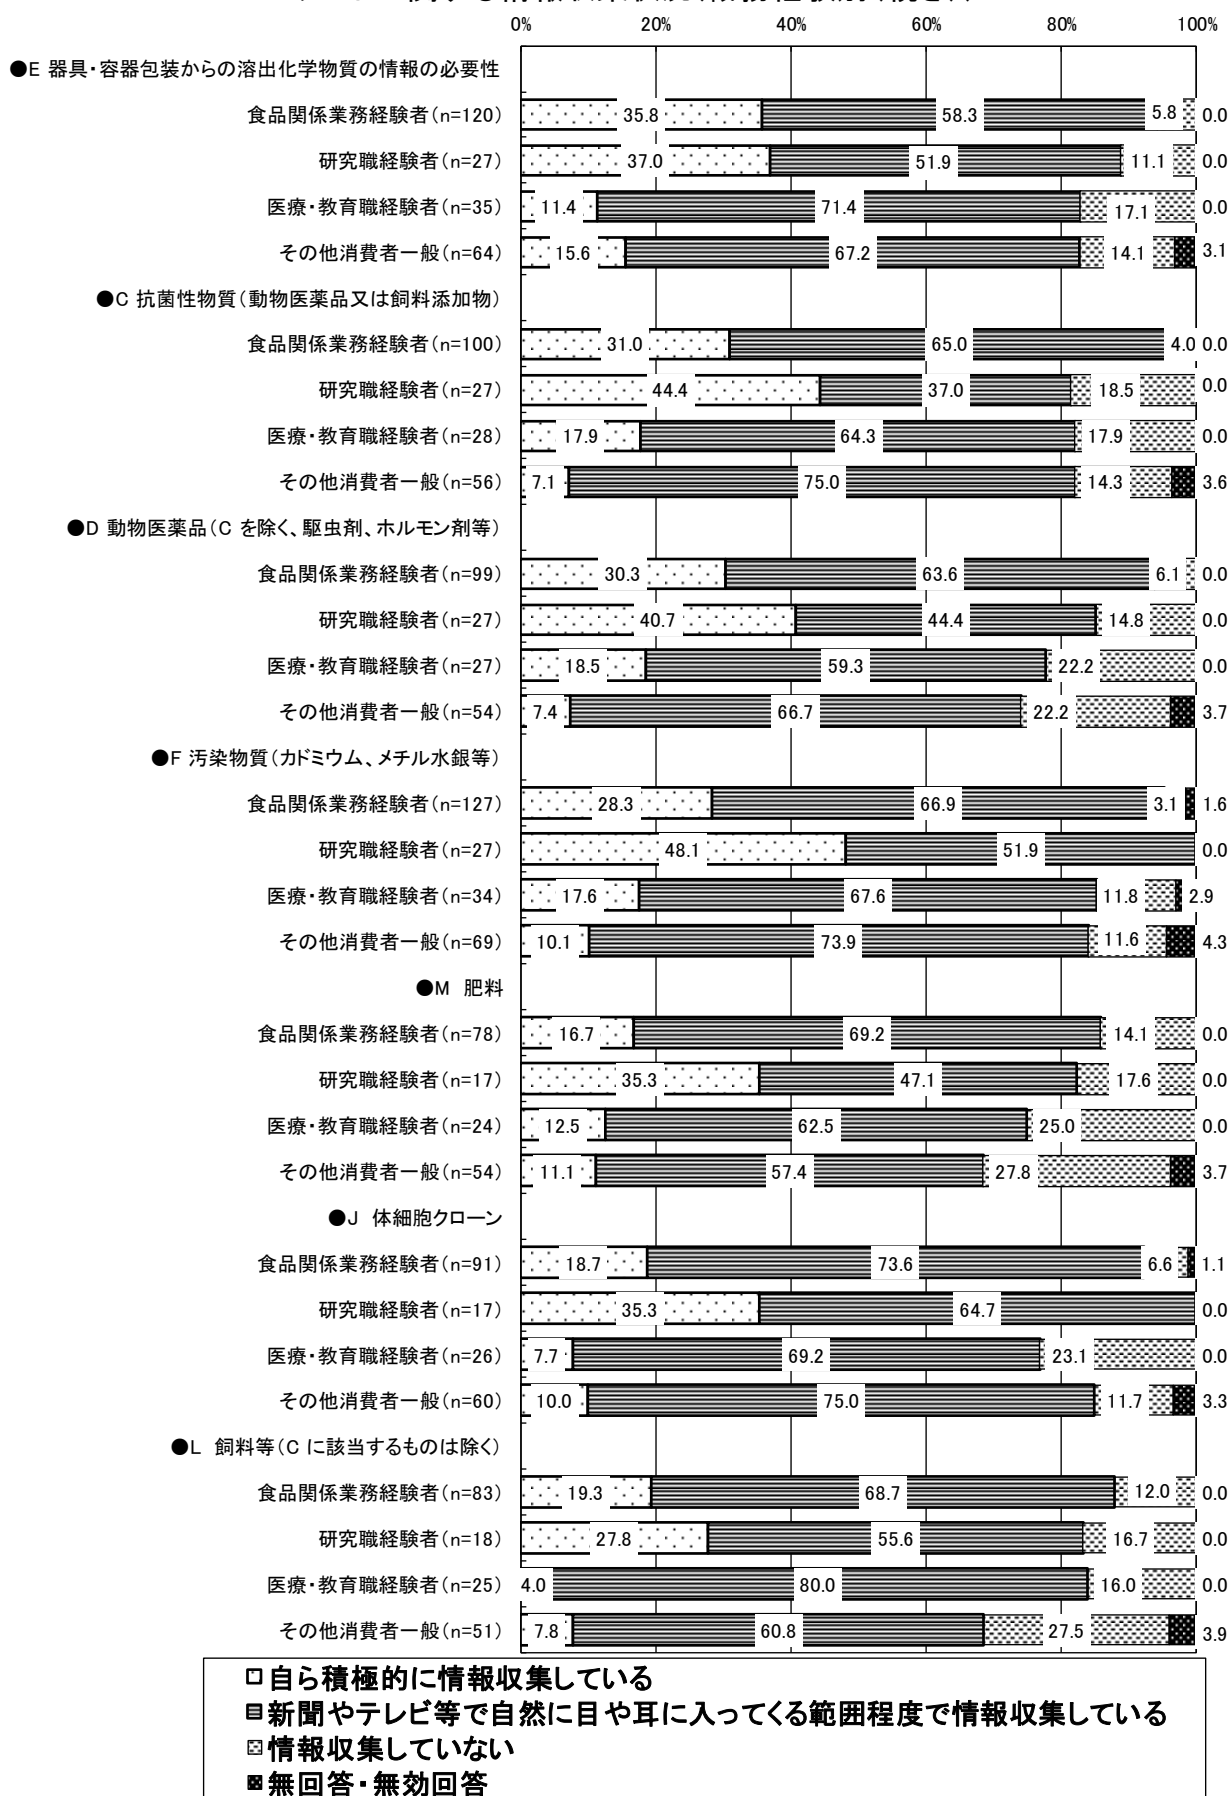 0% 20% 40% 60% 80% 100%
●E 器具・容器包装からの溶出化学物質の情報の必要性
食品関係業務経験者(n=120) 35.8 58.3 5.8 0.0
研究職経験者(n=27) 37.0 51.9 11.1 0.0
医療・教育職経験者(n=35) 11.4 71.4 17.1 0.0
その他消費者一般(n=64) 15.6 67.2 14.1 3.1
●C 抗菌性物質(動物医薬品又は飼料添加物)
食品関係業務経験者(n=100) 31.0 65.0 4.0 0.0
研究職経験者(n=27) 44.4 37.0 18.5 0.0
医療・教育職経験者(n=28) 17.9 64.3 17.9 0.0
その他消費者一般(n=56) 7.1 75.0 14.3 3.6
●D 動物医薬品(C を除く、駆虫剤、ホルモン剤等)
食品関係業務経験者(n=99) 30.3 63.6 6.1 0.0
研究職経験者(n=27) 40.7 44.4 14.8 0.0
医療・教育職経験者(n=27) 18.5 59.3 22.2 0.0
その他消費者一般(n=54) 7.4 66.7 22.2 3.7
●F 汚染物質(カドミウム、メチル水銀等)
食品関係業務経験者(n=127) 28.3 66.9 3.1 1.6
研究職経験者(n=27) 48.1 51.9 0.0
医療・教育職経験者(n=34) 17.6 67.6 11.8 2.9
その他消費者一般(n=69) 10.1 73.9 11.6 4.3
●M 肥料
食品関係業務経験者(n=78) 16.7 69.2 14.1 0.0
研究職経験者(n=17) 35.3 47.1 17.6 0.0
医療・教育職経験者(n=24) 12.5 62.5 25.0 0.0
その他消費者一般(n=54) 11.1 57.4 27.8 3.7
●J 体細胞クローン
食品関係業務経験者(n=91) 18.7 73.6 6.6 1.1
研究職経験者(n=17) 35.3 64.7 0.0
医療・教育職経験者(n=26) 7.7 69.2 23.1 0.0
その他消費者一般(n=60) 10.0 75.0 11.7 3.3
●L 飼料等(C に該当するものは除く)
食品関係業務経験者(n=83) 19.3 68.7 12.0 0.0
研究職経験者(n=18) 27.8 55.6 16.7 0.0
医療・教育職経験者(n=25) 4.0 80.0 16.0 0.0
その他消費者一般(n=51) 7.8 60.8 27.5 3.9
自ら積極的に情報収集している
新聞やテレビ等で自然に目や耳に入ってくる範囲程度で情報収集している
情報収集していない
無回答・無効回答